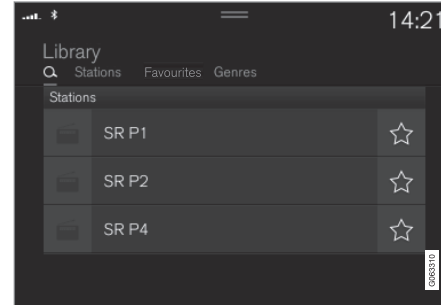 14:21
Library
Stations Favourites Genres
Stations
SR P1
SR P2
SR P4
G063310